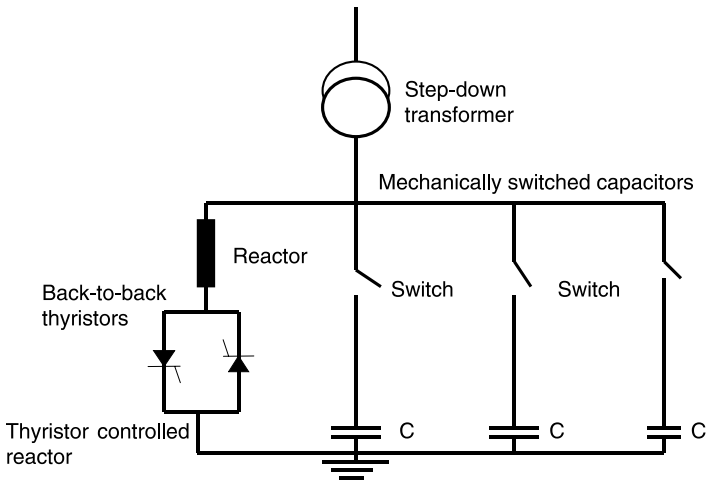 Step-down
transformer
Mechanically switched capacitors
Reactor
Back-to-back
thyristors
Switch
Switch
Thyristor controlled
reactor
C
C
C